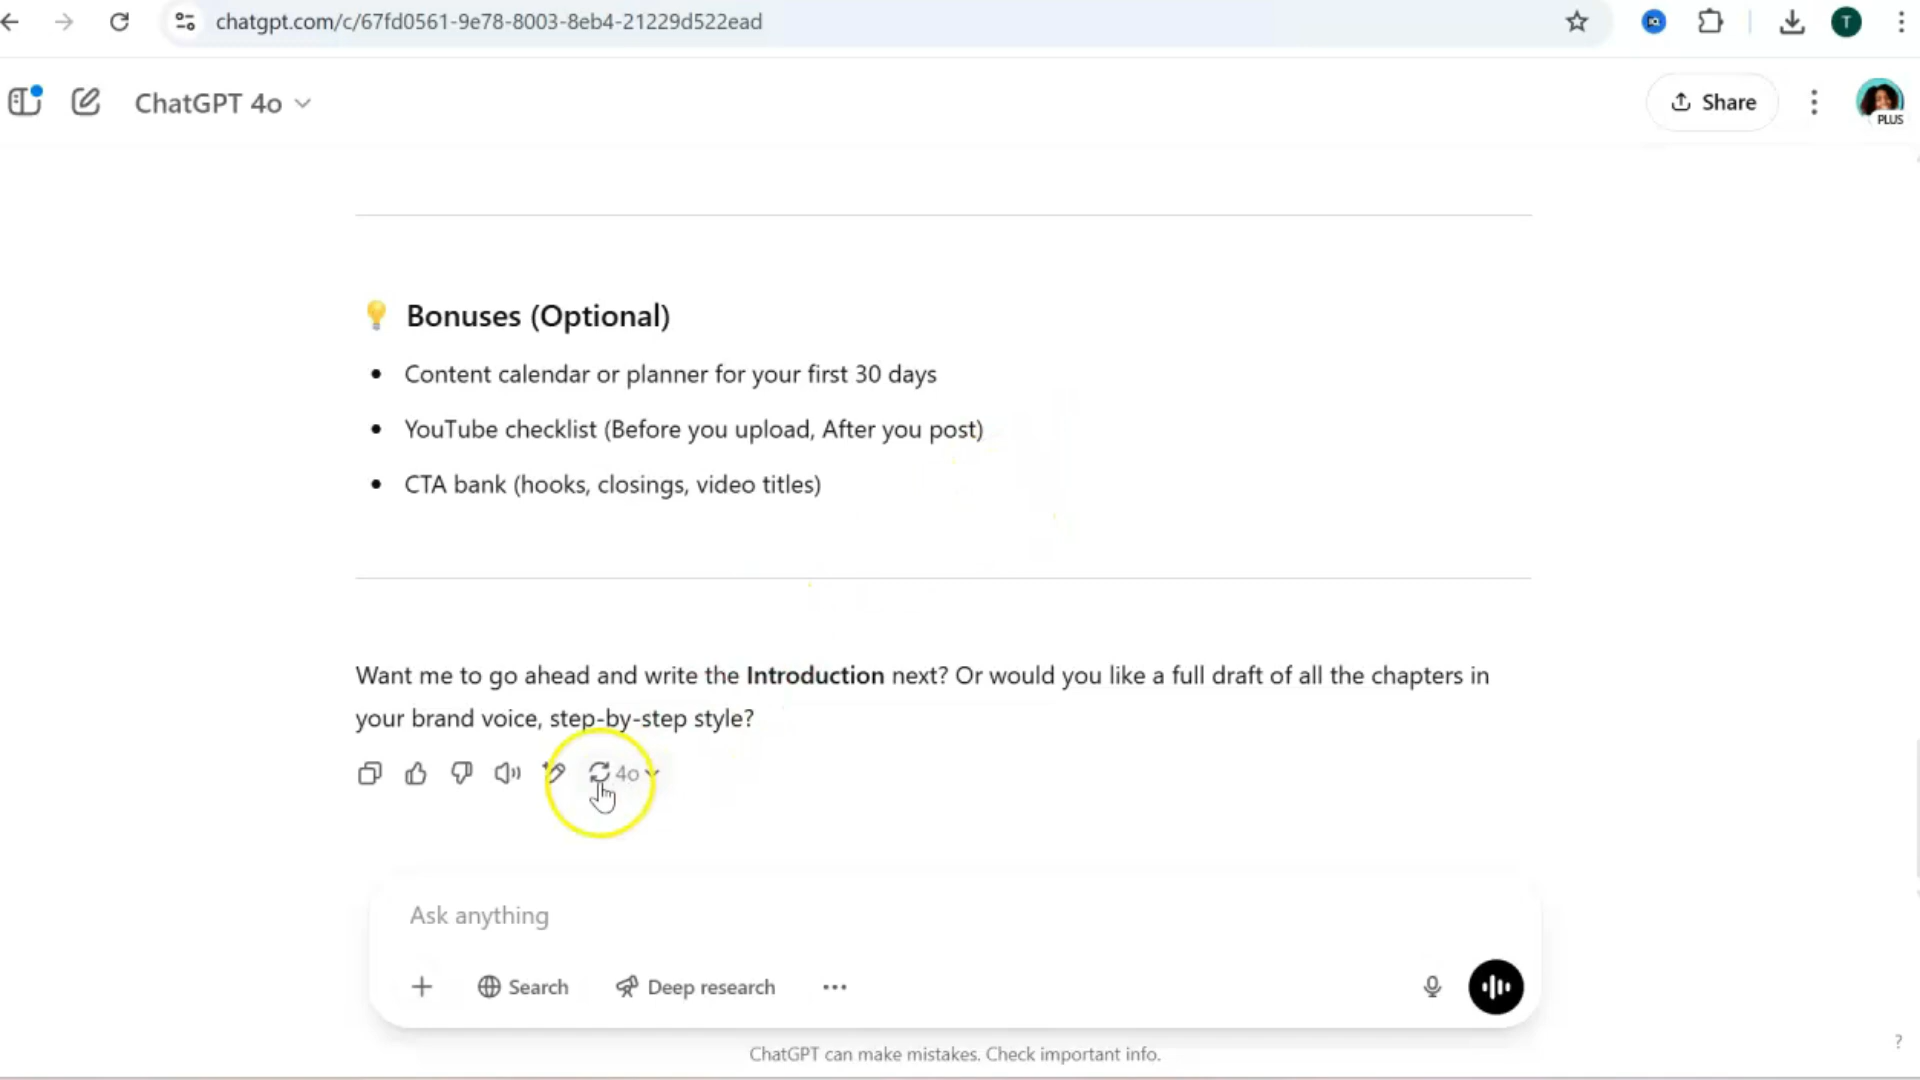 chatgpt.com/c/67fd0561-9e78-8003-8eb4-21229d522ead
T
ChatGPT 4o
Share
PLUS
Bonuses (Optional)
Content calendar or planner for your first 30 days
YouTube checklist (Before you upload, After you post)
CTA bank (hooks, closings, video titles)
Want me to go ahead and write the Introduction next? Or would you like a full draft of all the chapters in
your brand voice, step-by-step style?
4o
Ask anything
Search
Deep research
ChatGPT can make mistakes. Check important info.
?